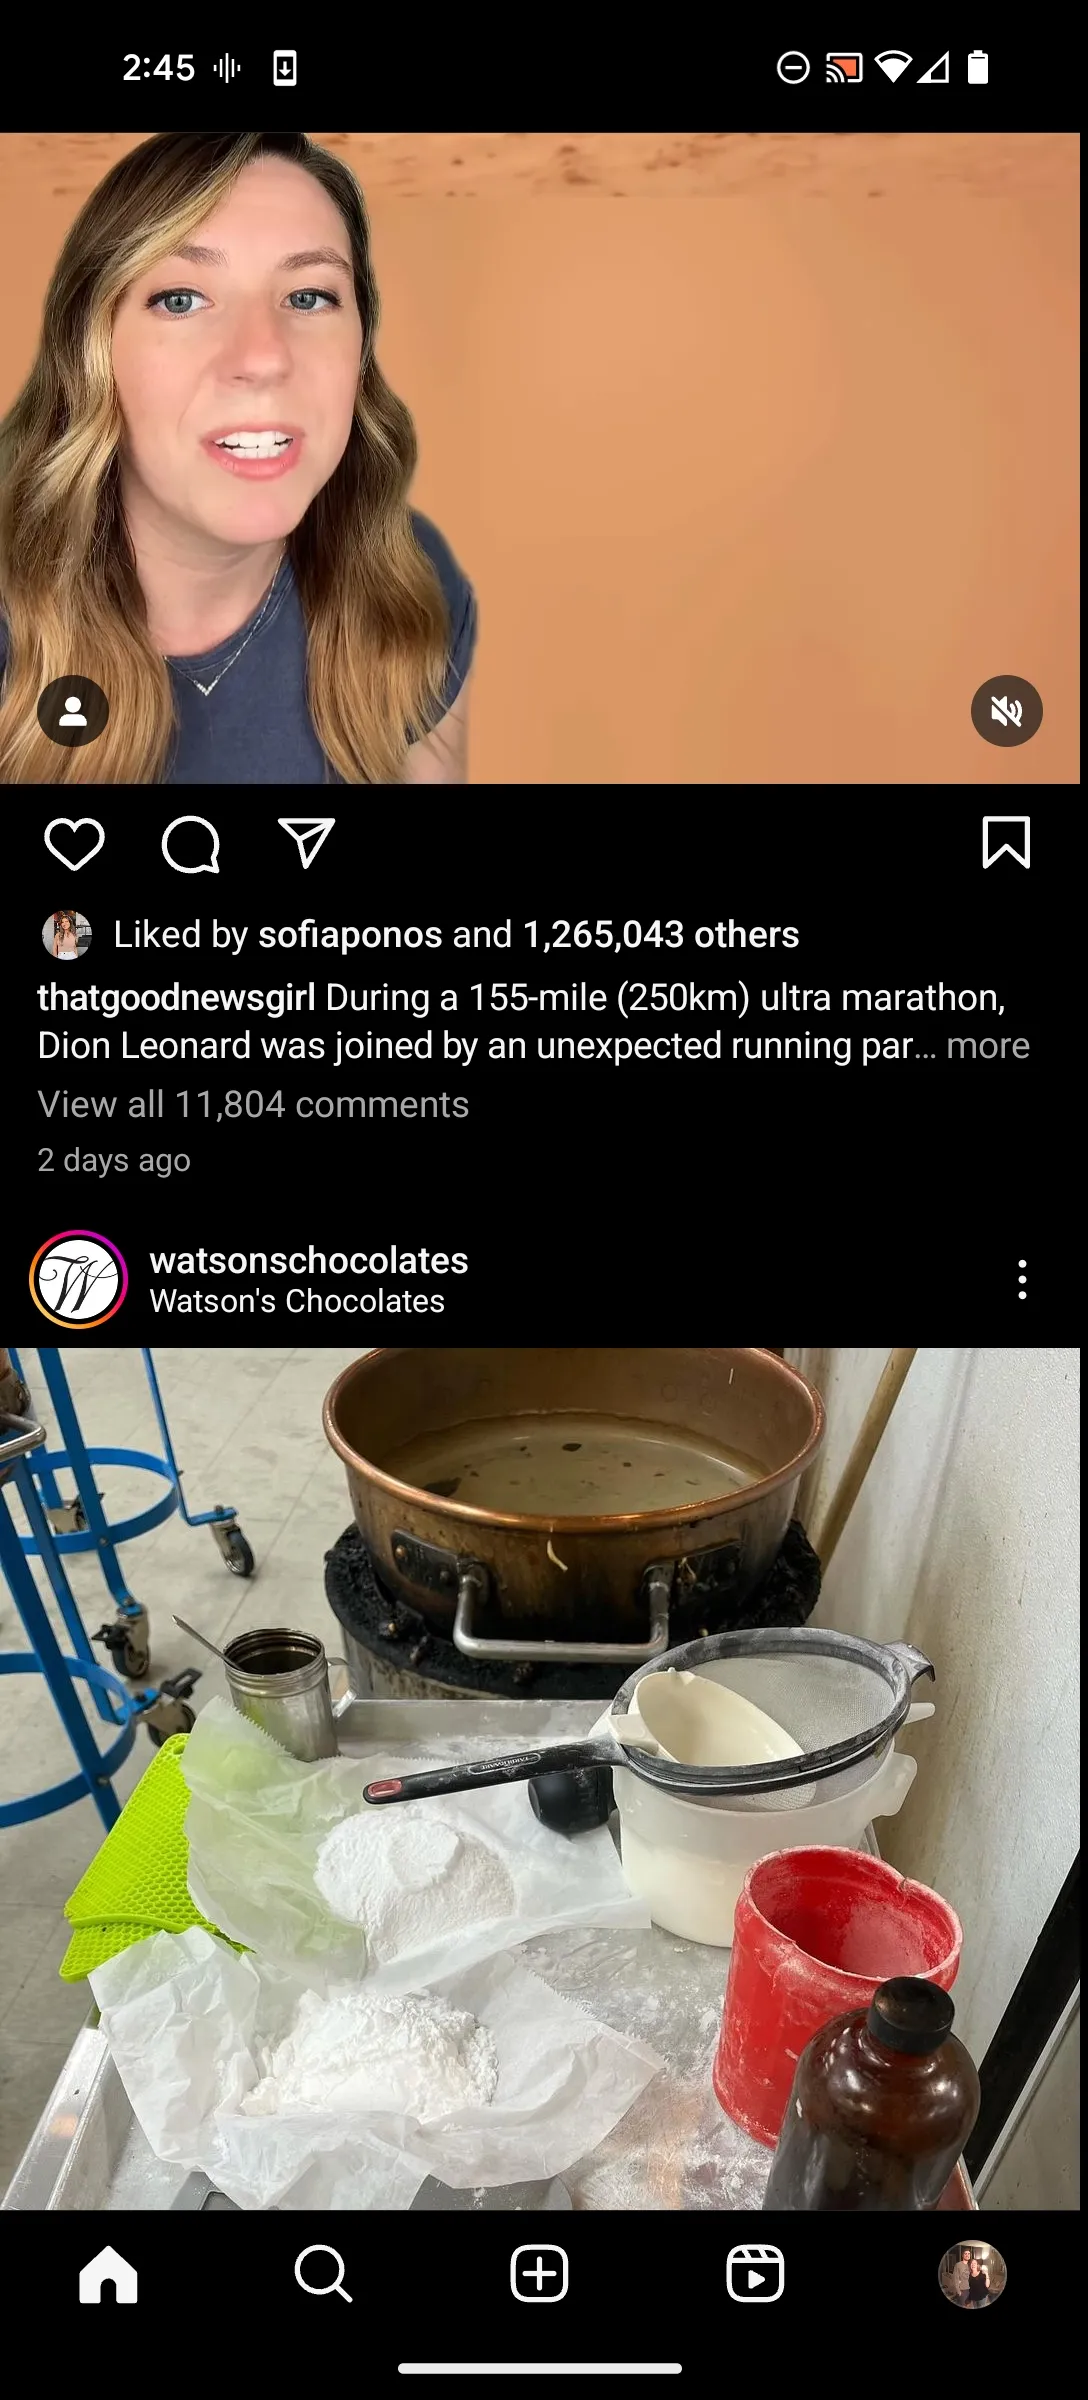 2:45
Liked by sofiaponos and 1,265,043 others
thatgoodnewsgirl During a 155-mile (250km) ultra marathon,
Dion Leonard was joined by an unexpected running par... more
View all 11,804 comments
2 days ago
W
watsonschocolates
Watson's Chocolates
FARBERWARE